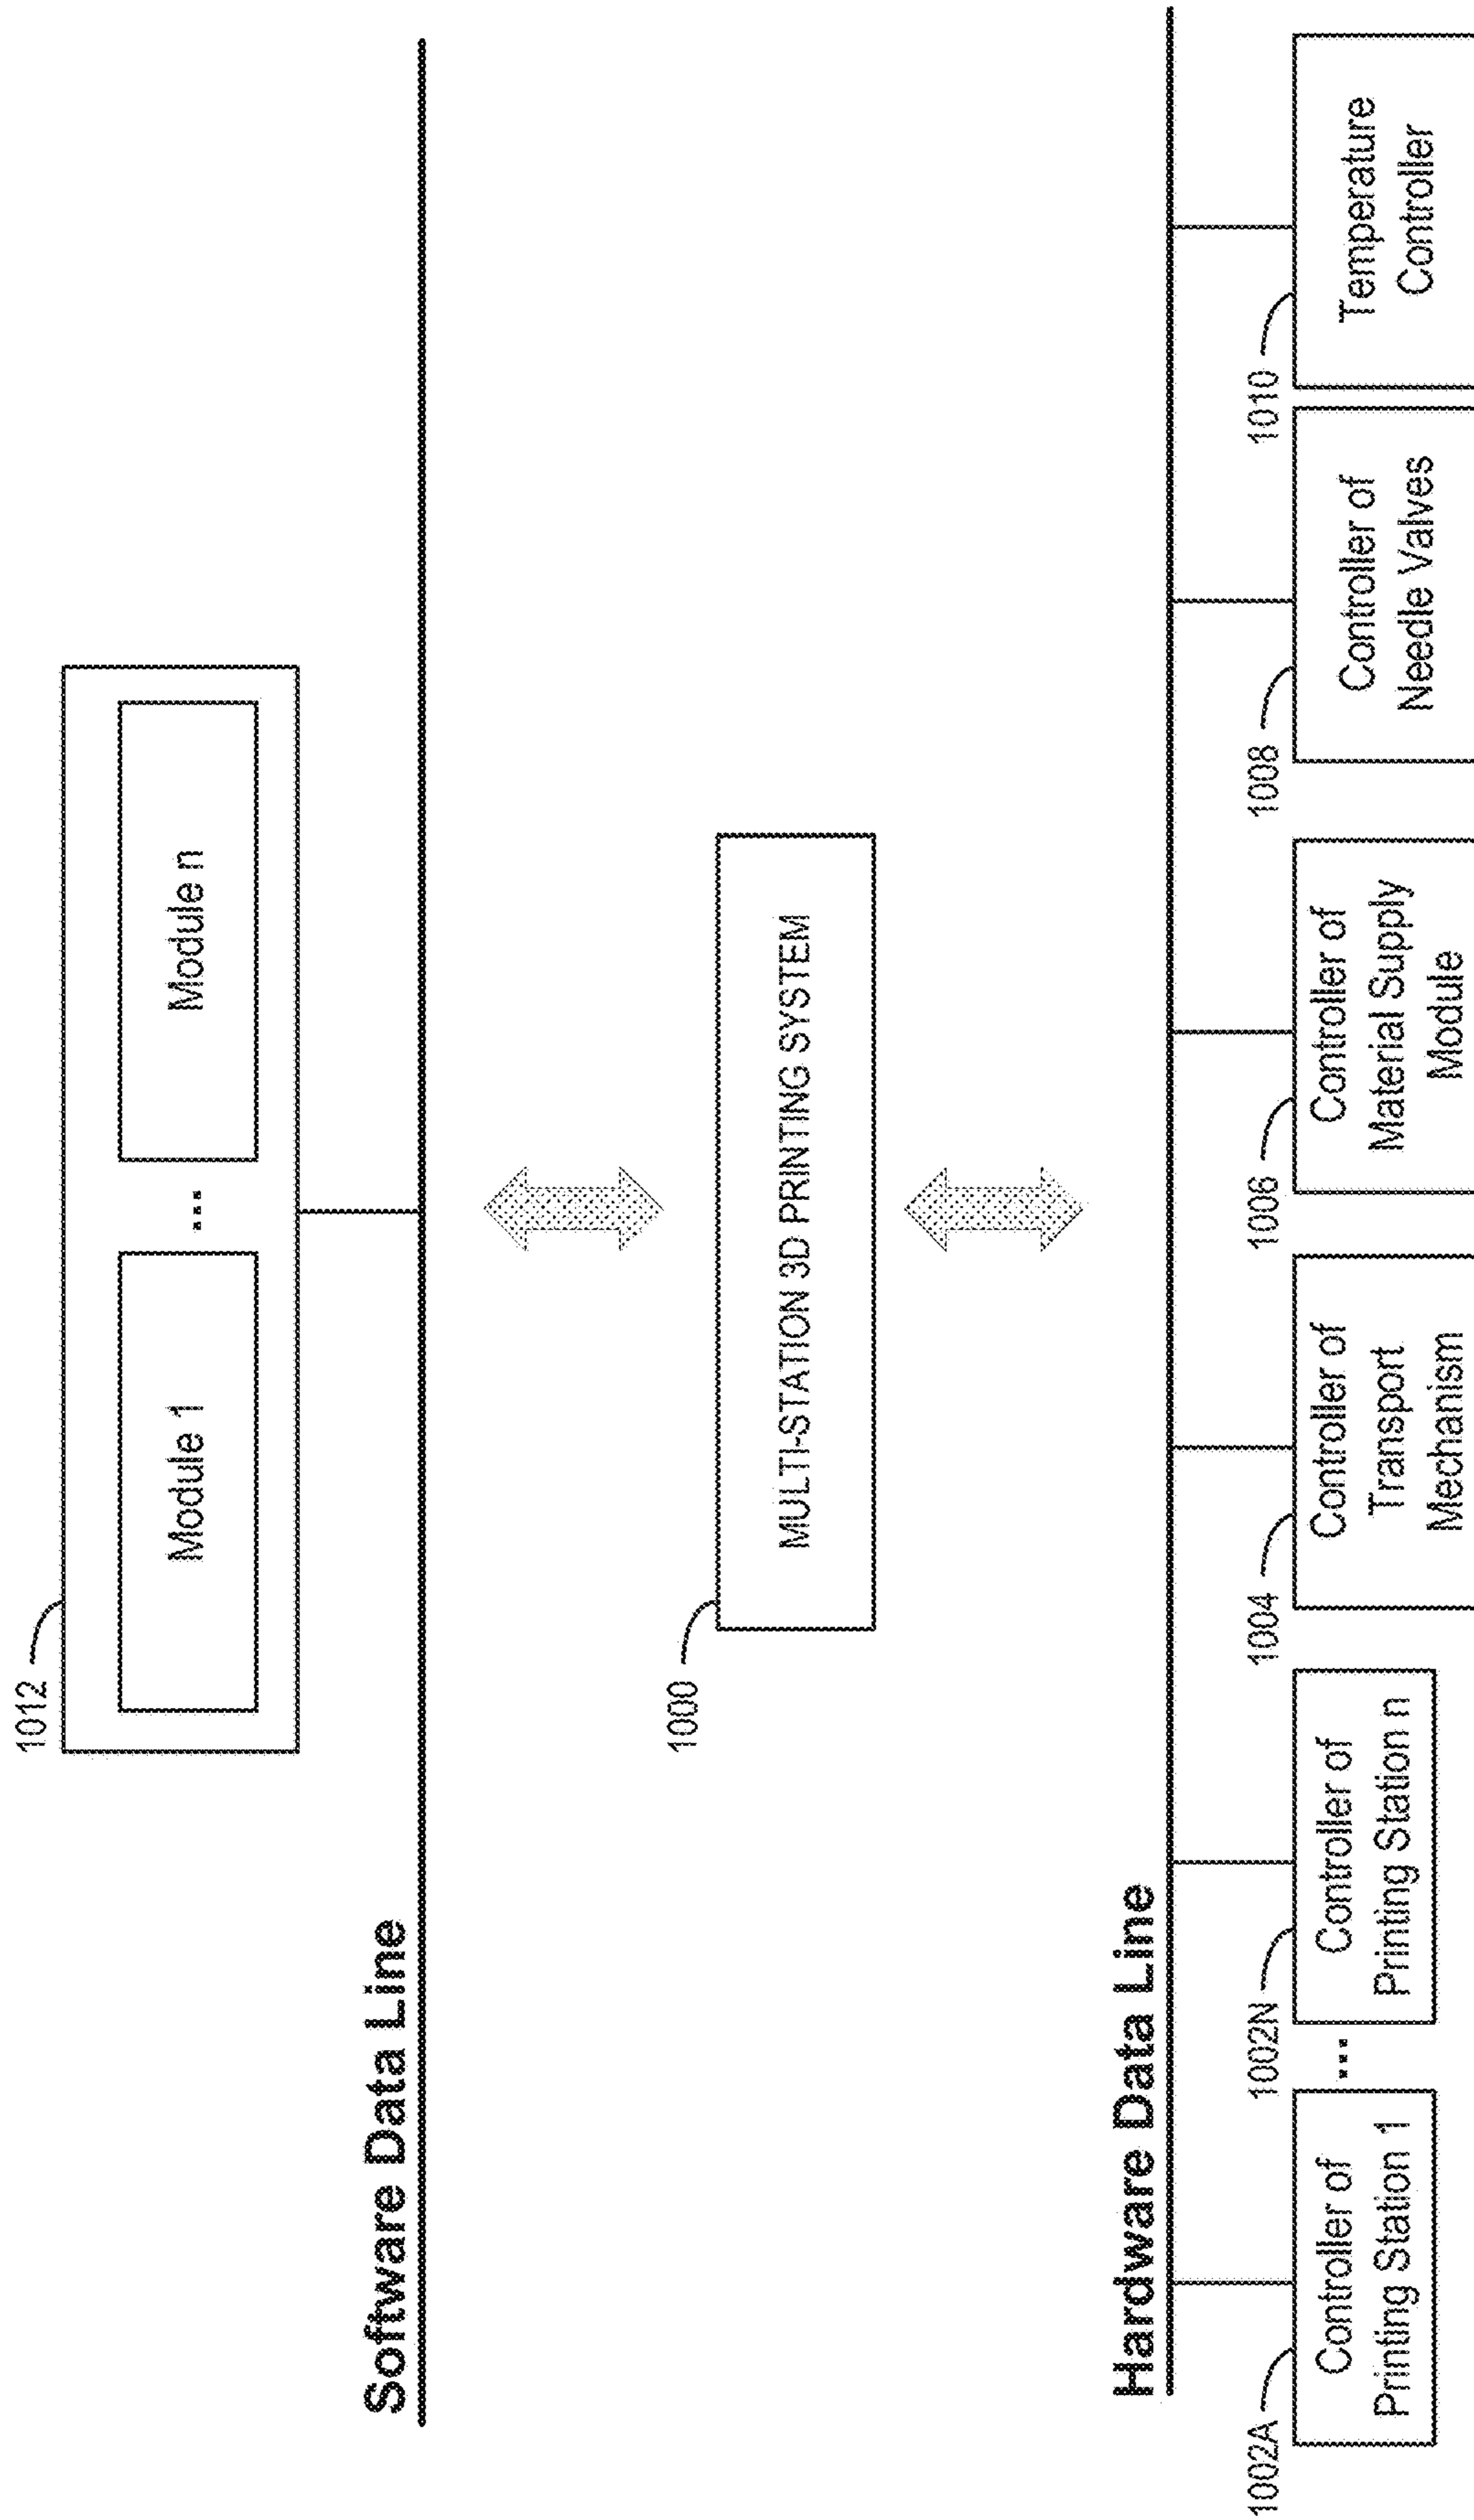 1012
Module 1
...
Module n
Software Data Line
1000
MULTI-STATION 3D PRINTING SYSTEM
Hardware Data Line
1002A
Controller of
Printing Station 1
...
1002N
Controller of
Printing Station n
1004
Controller of
Transport
Mechanism
1006
Controller of
Material Supply
Module
1008
Controller of
Needle Valves
1010
Temperature
Controller